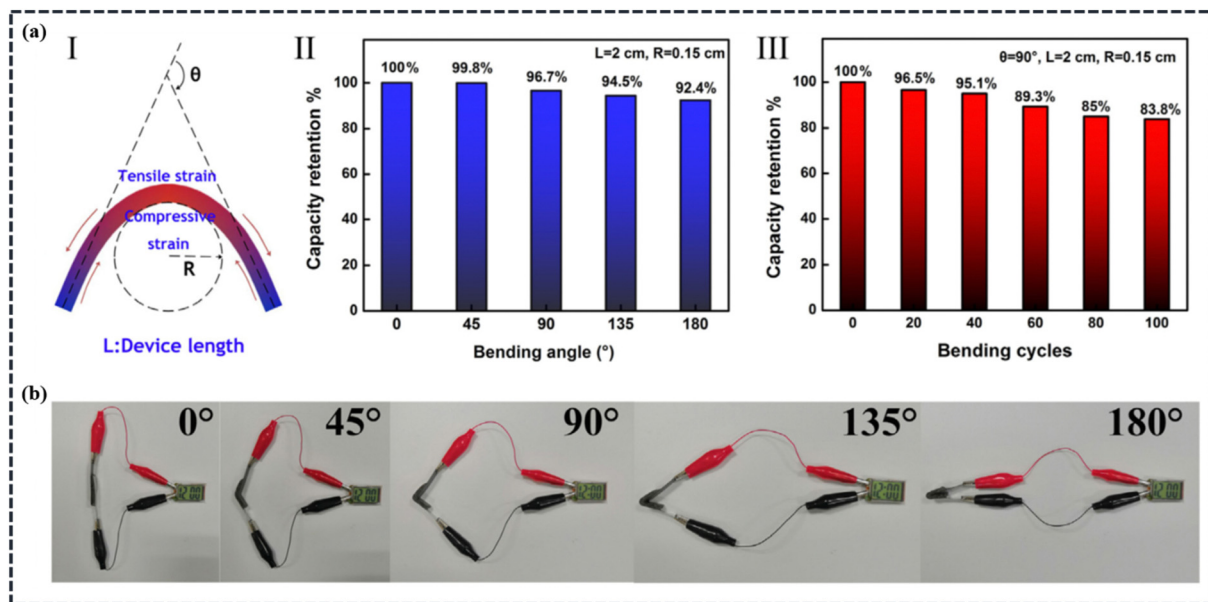 (a)
I
θ
Tensile strain
Compressive
strain
R
L:Device length
II
L=2 cm, R=0.15 cm
100%
99.8%
96.7%
94.5%
92.4%
Capacity retention %
100
80
60
40
20
0
0 45 90 135 180
Bending angle (°)
III
θ=90°, L=2 cm, R=0.15 cm
100%
96.5%
95.1%
89.3%
85%
83.8%
Capacity retention %
100
80
60
40
20
0
0 20 40 60 80 100
Bending cycles
(b)
0°
45°
90°
135°
180°